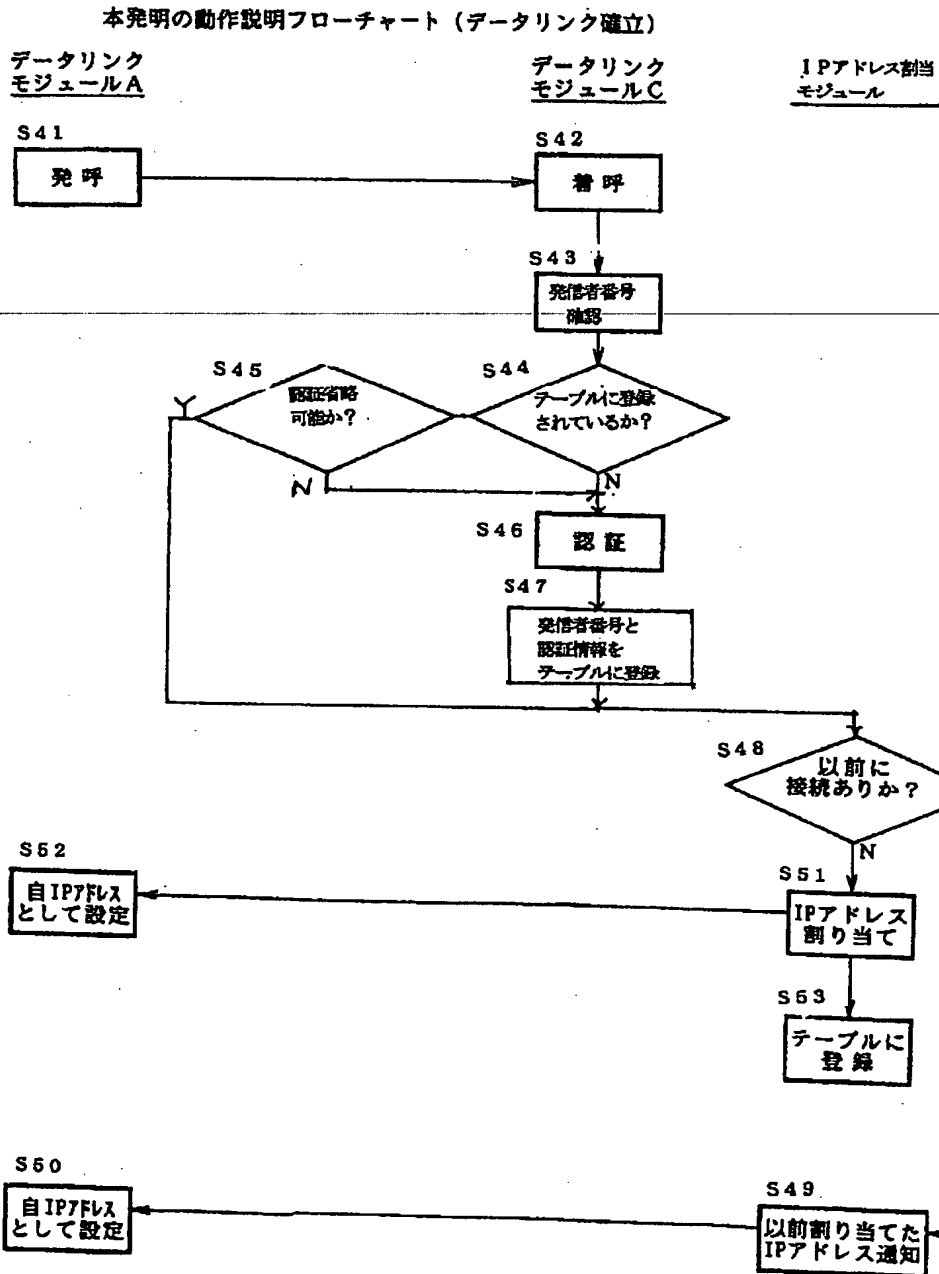 本発明の動作説明フローチャート（データリンク確立）
データリンク
モジュールA
データリンク
モジュールC
IPアドレス割当
モジュール
S41
発呼
S42
着呼
S43
発信者番号
確認
S45
認証省略
可能か？
Y
N
S44
テーブルに登録
されているか？
N
S46
認証
S47
発信者番号と
認証情報を
テーブルに登録
S48
以前に
接続ありか？
N
S52
自IPアドレス
として設定
S51
IPアドレス
割り当て
S53
テーブルに
登録
S50
自IPアドレス
として設定
S49
以前割り当てた
IPアドレス通知